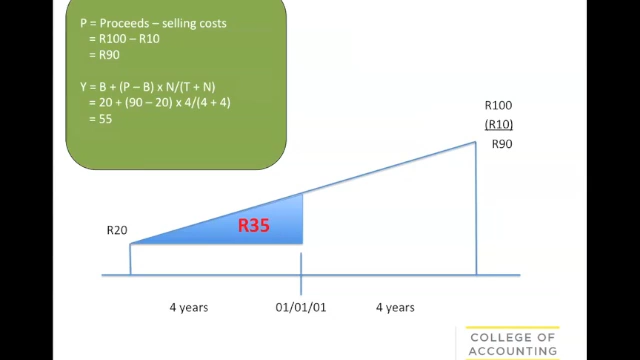 P = Proceeds – selling costs
= R100 – R10
= R90
Y = B + (P – B) x N/(T + N)
= 20 + (90 – 20) x 4/(4 + 4)
= 55
R100
(R10)
R90
R20
R35
4 years
01/01/01
4 years
COLLEGE OF
ACCOUNTING